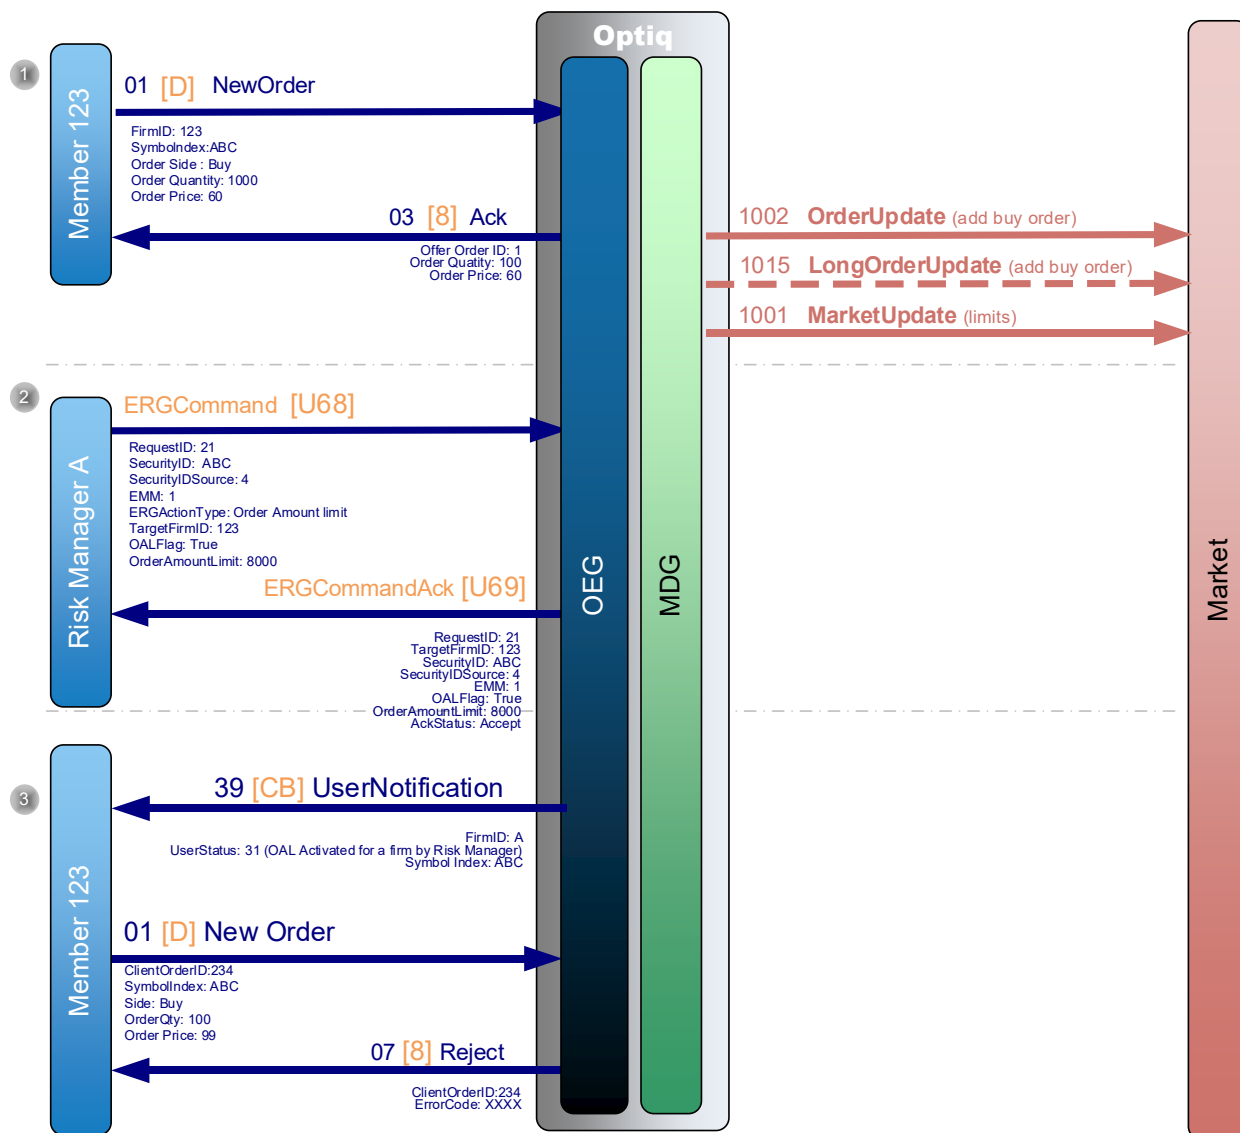 Optiq
1
Member 123
01 [D] NewOrder
FirmID: 123
SymbolIndex:ABC
Order Side : Buy
Order Quantity: 1000
Order Price: 60
03 [8] Ack
Offer Order ID: 1
Order Quatity: 100
Order Price: 60
1002 OrderUpdate (add buy order)
1015 LongOrderUpdate (add buy order)
1001 MarketUpdate (limits)
2
Risk Manager A
ERGCommand [U68]
RequestID: 21
SecurityID: ABC
SecurityIDSource: 4
EMM: 1
ERGActionType: Order Amount limit
TargetFirmID: 123
OALFlag: True
OrderAmountLimit: 8000
ERGCommandAck [U69]
RequestID: 21
TargetFirmID: 123
SecurityID: ABC
SecurityIDSource: 4
EMM: 1
OALFlag: True
OrderAmountLimit: 8000
AckStatus: Accept
OEG
MDG
Market
3
Member 123
39 [CB] UserNotification
FirmID: A
UserStatus: 31 (OAL Activated for a firm by Risk Manager)
Symbol Index: ABC
01 [D] New Order
ClientOrderID:234
SymbolIndex: ABC
Side: Buy
OrderQty: 100
Order Price: 99
07 [8] Reject
ClientOrderID:234
ErrorCode: XXXX